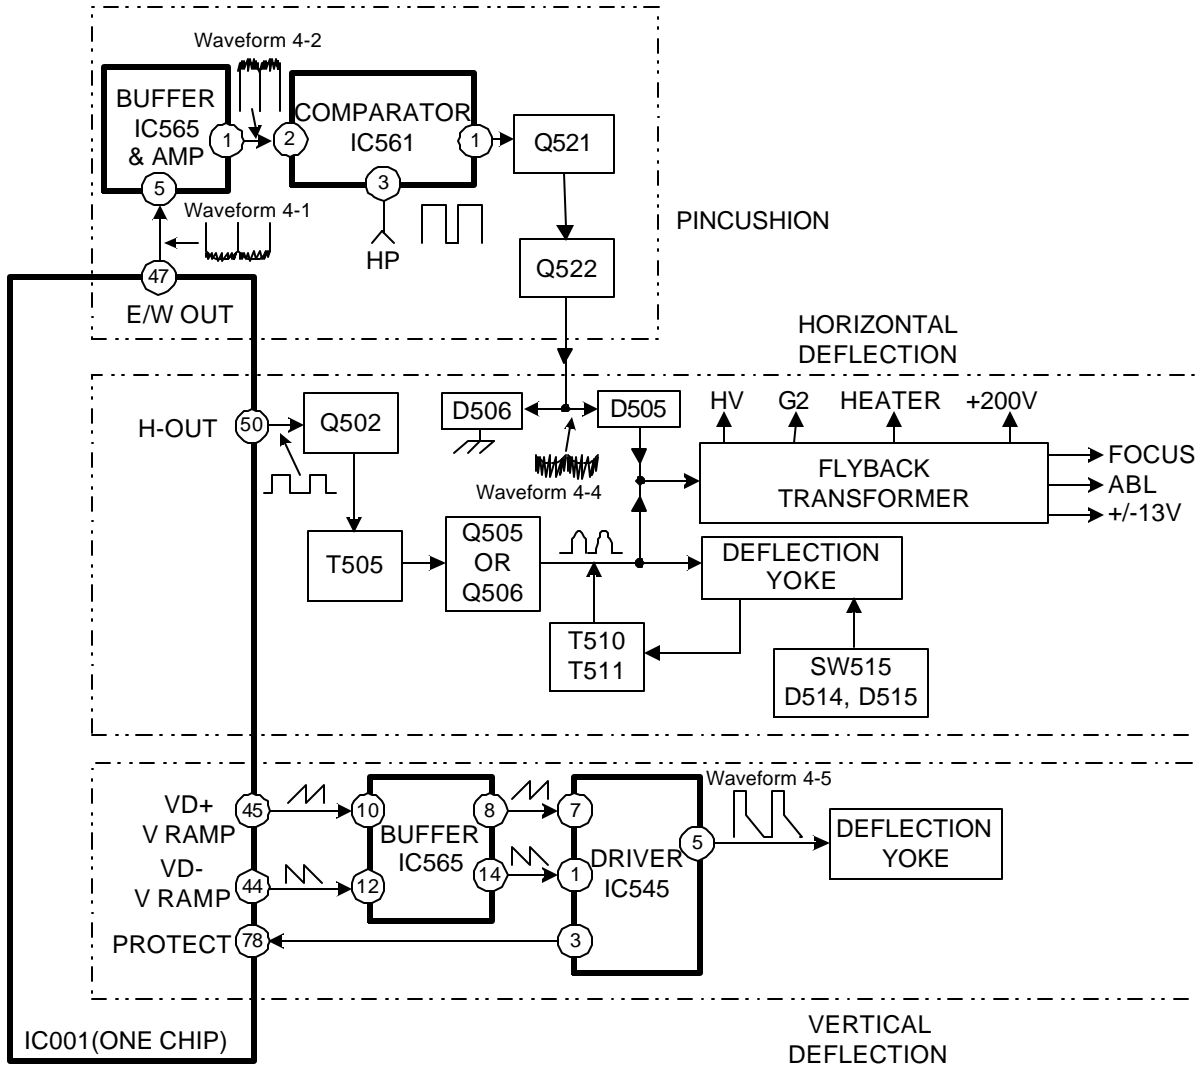 Waveform 4-2
BUFFER
IC565
& AMP
1
5
2
COMPARATOR
IC561
1
3
Q521
Waveform 4-1
HP
PINCUSHION
47
E/W OUT
Q522
HORIZONTAL
DEFLECTION
H-OUT
50
Q502
D506
D505
HV
G2
HEATER
+200V
FLYBACK
TRANSFORMER
FOCUS
ABL
+/-13V
Waveform 4-4
T505
Q505
OR
Q506
DEFLECTION
YOKE
T510
T511
SW515
D514, D515
Waveform 4-5
VD+
V RAMP
45
10
BUFFER
IC565
8
7
VD-
V RAMP
44
12
14
1
DRIVER
IC545
5
DEFLECTION
YOKE
PROTECT
78
3
IC001(ONE CHIP)
VERTICAL
DEFLECTION